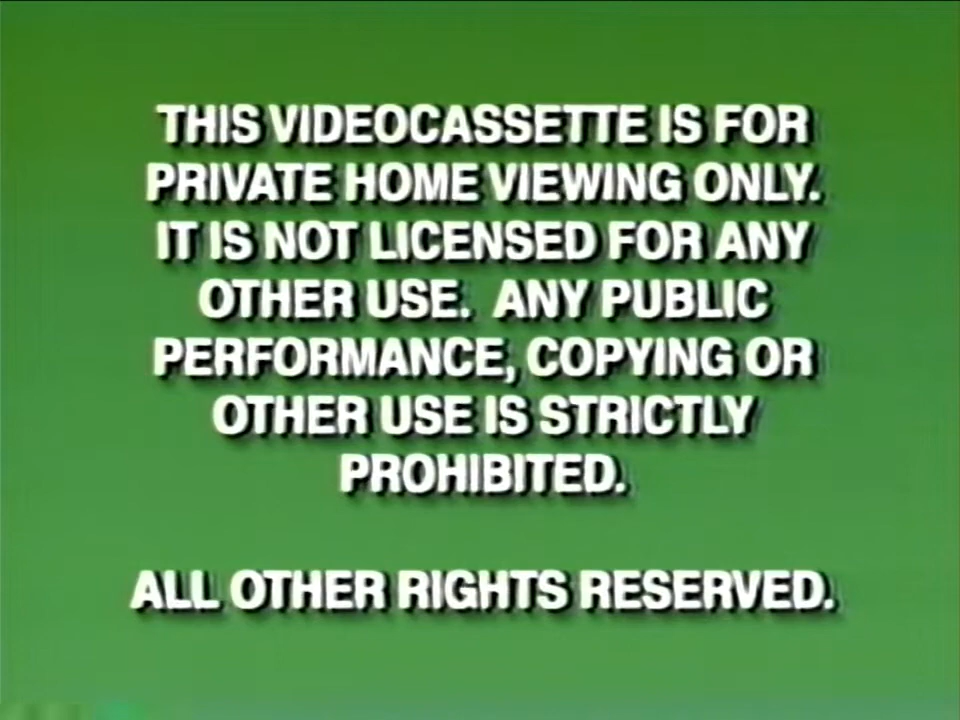 THIS VIDEOCASSETTE IS FOR
PRIVATE HOME VIEWING ONLY.
IT IS NOT LICENSED FOR ANY
OTHER USE.  ANY PUBLIC
PERFORMANCE, COPYING OR
OTHER USE IS STRICTLY
PROHIBITED.
ALL OTHER RIGHTS RESERVED.